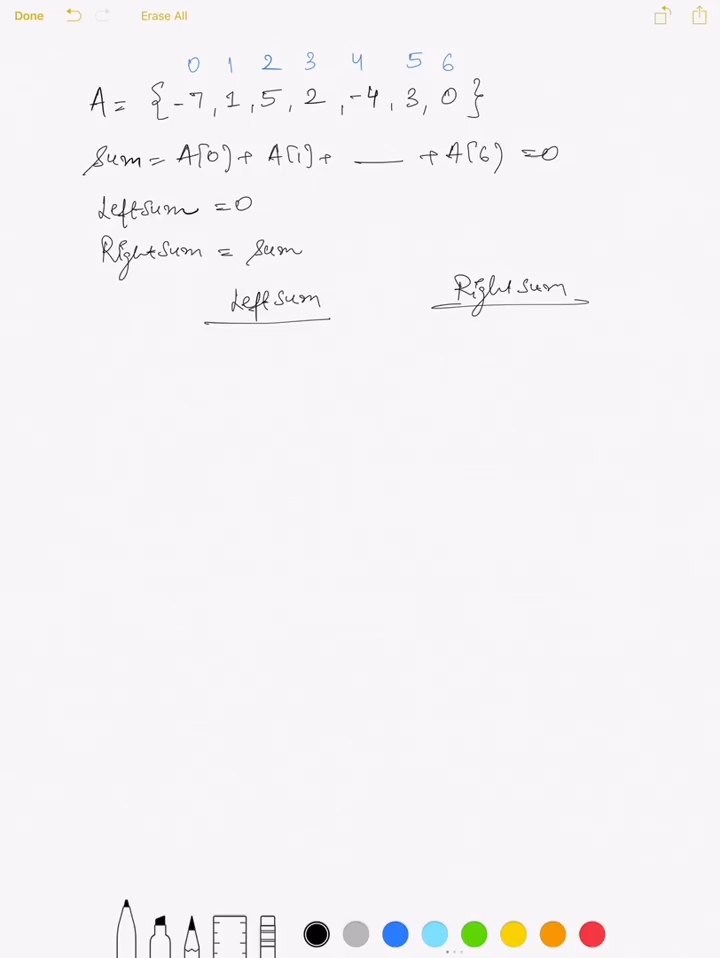 Done Erase All
0 1 2 3 4 5 6
A = {-7, 1, 5, 2, -4, 3, 0}
Sum = A[0] + A[1] + ___ + A[6] = 0
Leftsum = 0
Rightsum = Sum
Leftsum Rightsum